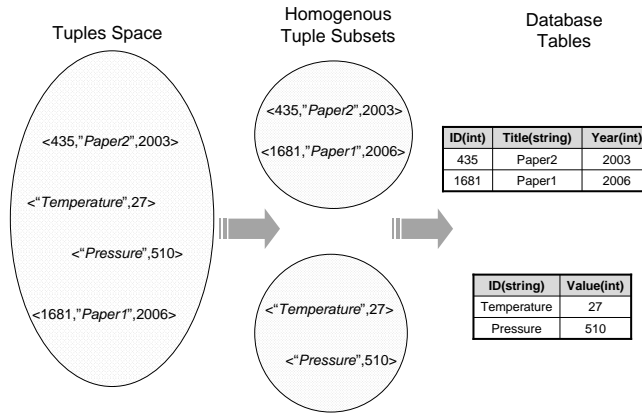 Tuples Space
<435,"Paper2",2003>
<“Temperature",27>
<“Pressure",510>
<1681,"Paper1",2006>
Homogenous
Tuple Subsets
<435,"Paper2",2003>
<1681,"Paper1",2006>
<“Temperature",27>
<“Pressure",510>
Database
Tables
ID(int) Title(string) Year(int)
435 Paper2 2003
1681 Paper1 2006
ID(string) Value(int)
Temperature 27
Pressure 510